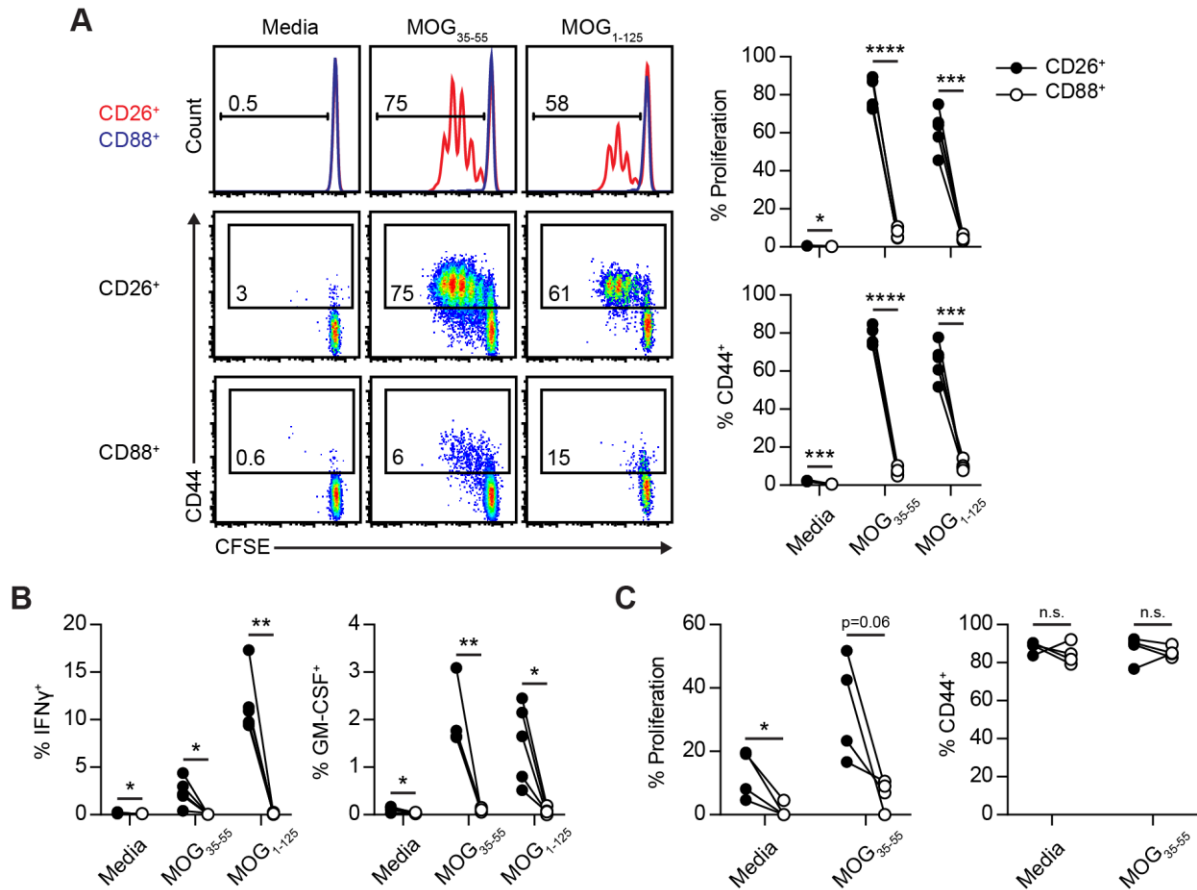 A
Media
MOG35-55
MOG1-125
CD26+
CD88+
Count
0.5
75
58
CD26+
3
75
61
CD88+
0.6
6
15
CD44
CFSE
% Proliferation
100
80
60
40
20
0
*
****
***
CD26+
CD88+
% CD44+
100
80
60
40
20
0
***
****
***
Media
MOG35-55
MOG1-125
B
% IFNγ+
20
15
10
5
0
*
*
**
Media
MOG35-55
MOG1-125
% GM-CSF+
4
3
2
1
0
*
**
*
Media
MOG35-55
MOG1-125
C
% Proliferation
60
40
20
0
*
p=0.06
Media
MOG35-55
% CD44+
100
80
60
40
20
0
n.s.
n.s.
Media
MOG35-55